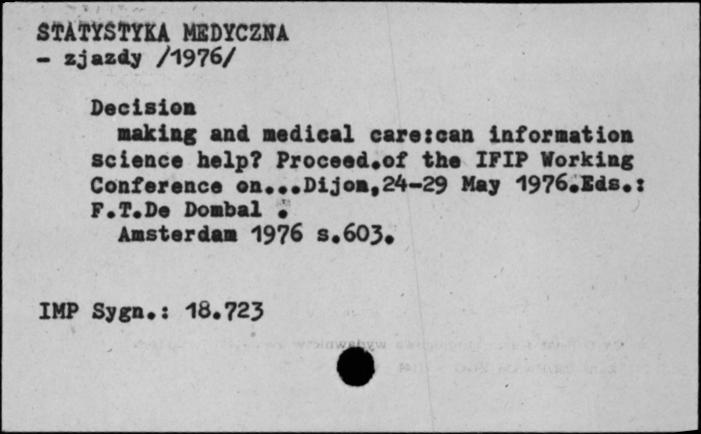 STATYSTYKA MEDYCZNA
- zjazdy /1976/
Decision
making and medical care:can information
science help? Proceed.of the IFIP Working
Conference on...Dijon,24-29 May 1976.Eds.:
F.T.De Dombal .
Amsterdam 1976 s.603.
IMP Sygn.: 18.723